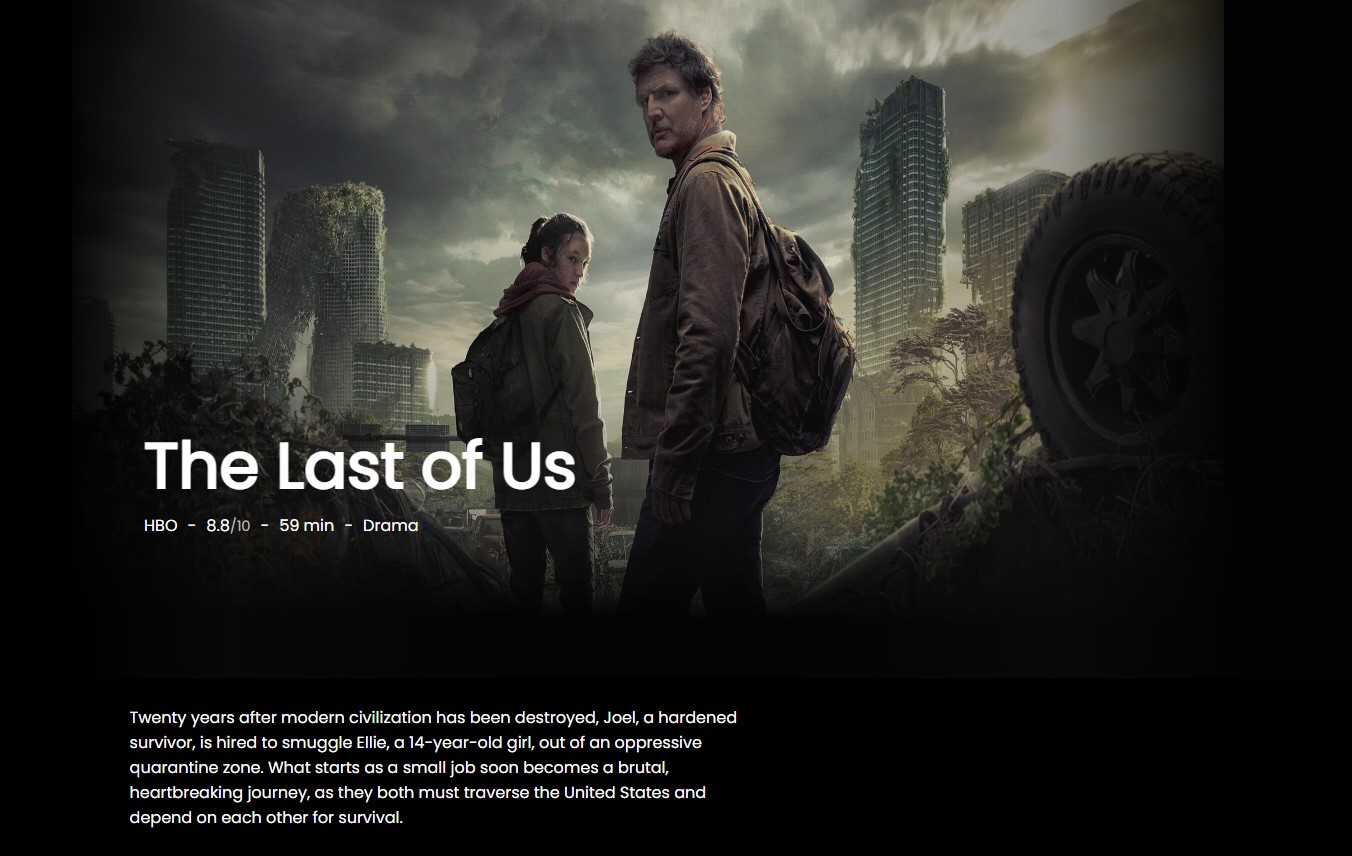 The Last of Us
HBO - 8.8/10 - 59 min - Drama
Twenty years after modern civilization has been destroyed, Joel, a hardened
survivor, is hired to smuggle Ellie, a 14-year-old girl, out of an oppressive
quarantine zone. What starts as a small job soon becomes a brutal,
heartbreaking journey, as they both must traverse the United States and
depend on each other for survival.